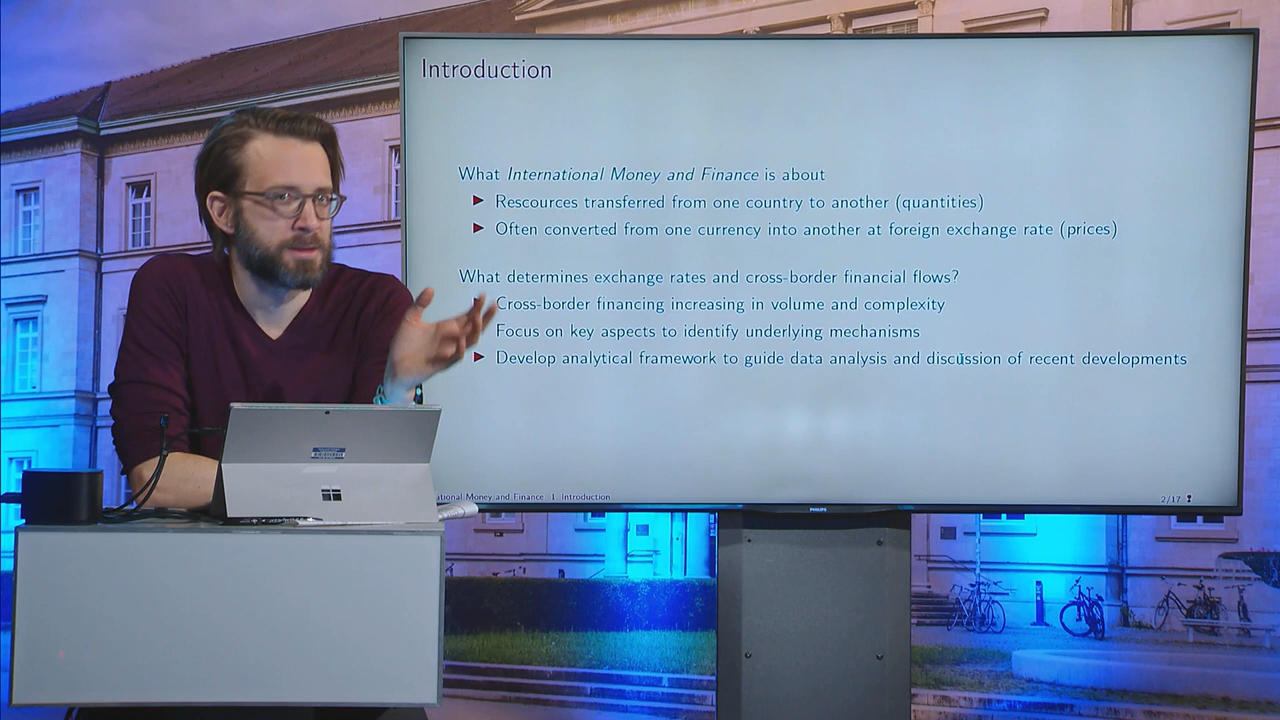 Introduction
What International Money and Finance is about
Rescources transferred from one country to another (quantities)
Often converted from one currency into another at foreign exchange rate (prices)
What determines exchange rates and cross-border financial flows?
Cross-border financing increasing in volume and complexity
Focus on key aspects to identify underlying mechanisms
Develop analytical framework to guide data analysis and discussion of recent developments
ational Money and Finance 1. Introduction
2/17
PHILIPS